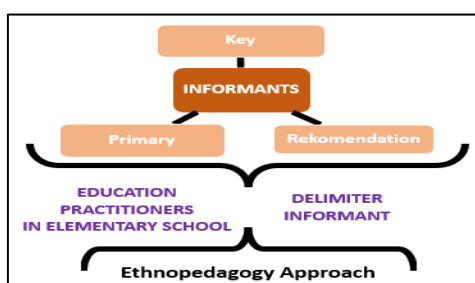 Key
INFORMANTS
Primary
Rekomendation
EDUCATION
PRACTITIONERS
IN ELEMENTARY SCHOOL
DELIMITER
INFORMANT
Ethnopedagogy Approach